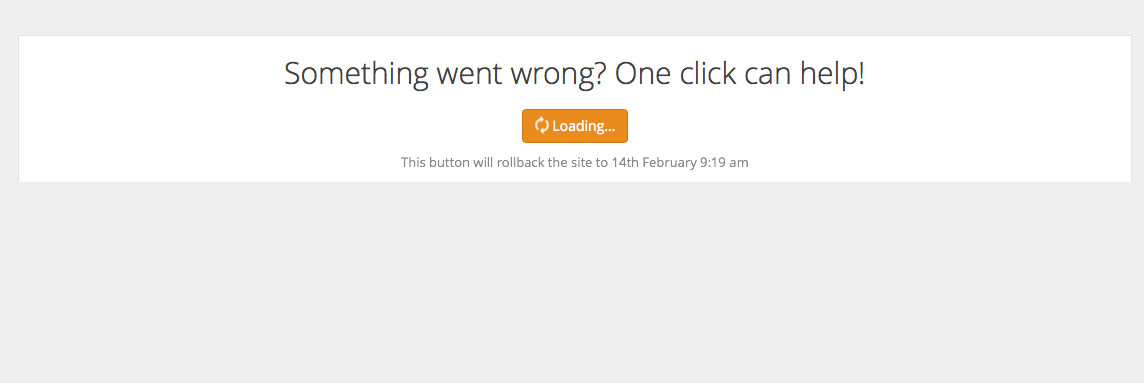 Something went wrong? One click can help!
Loading...
This button will rollback the site to 14th February 9:19 am